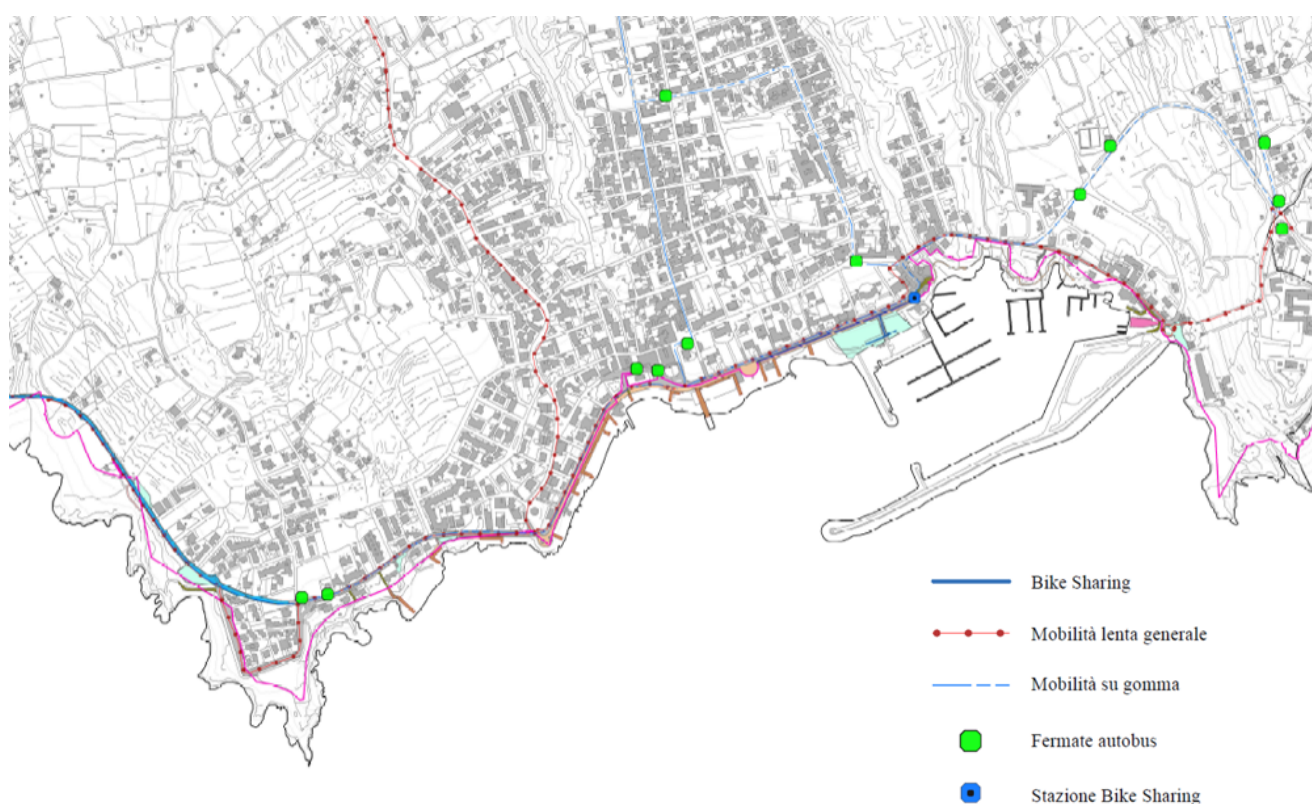 Bike Sharing
Mobilità lenta generale
Mobilità su gomma
Fermate autobus
Stazione Bike Sharing